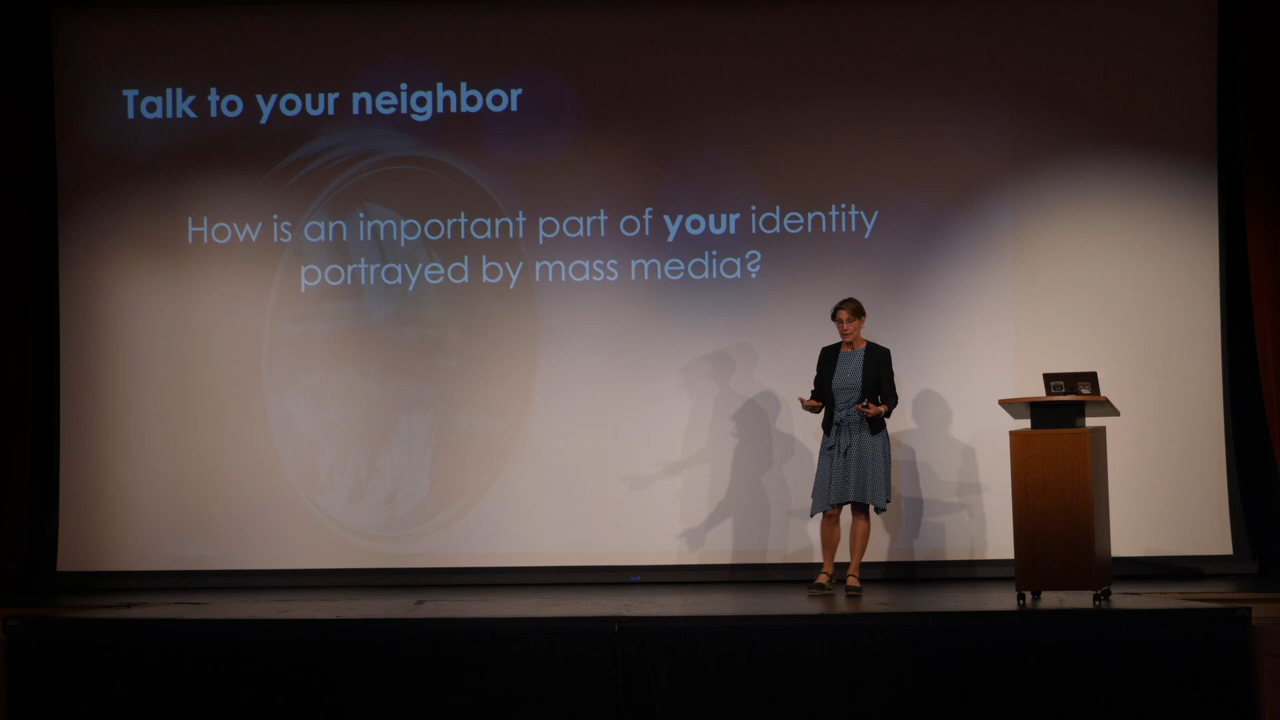 Talk to your neighbor
How is an important part of your identity
portrayed by mass media?